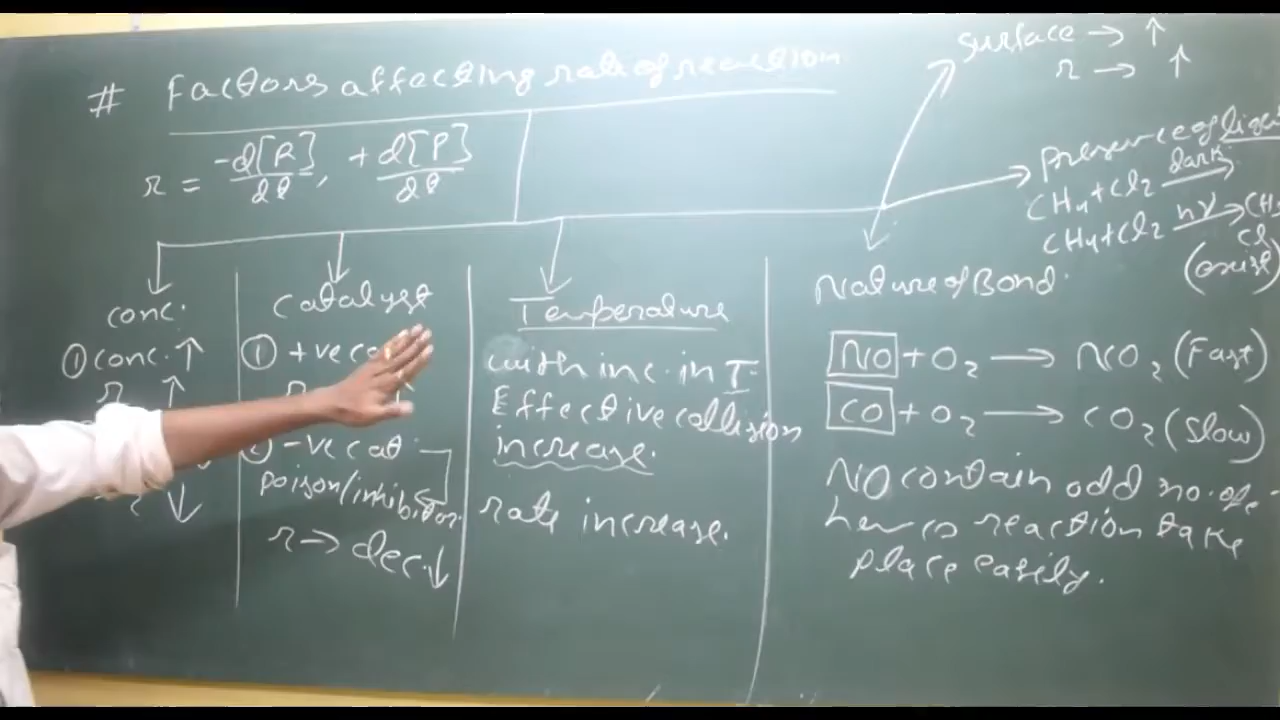 # Factors affecting rate of reaction
r = -d[R]/dt, +d[P]/dt
conc.
① conc. ↑
r ↑
↓
Catalyst
① +ve
② -ve cat
poison/inhibitor
r → dec. ↓
Temperature
with inc. in T
Effective collision
increase.
rate increase.
Surface → ↑
r → ↑
presence of
CH4 + Cl2 dark →
CH4 + Cl2 hν →
Cl
Nature of Bond
NO + O2 → NO2 (Fast)
CO + O2 → CO2 (Slow)
NO contain odd no. of e-
reaction take
place easily.